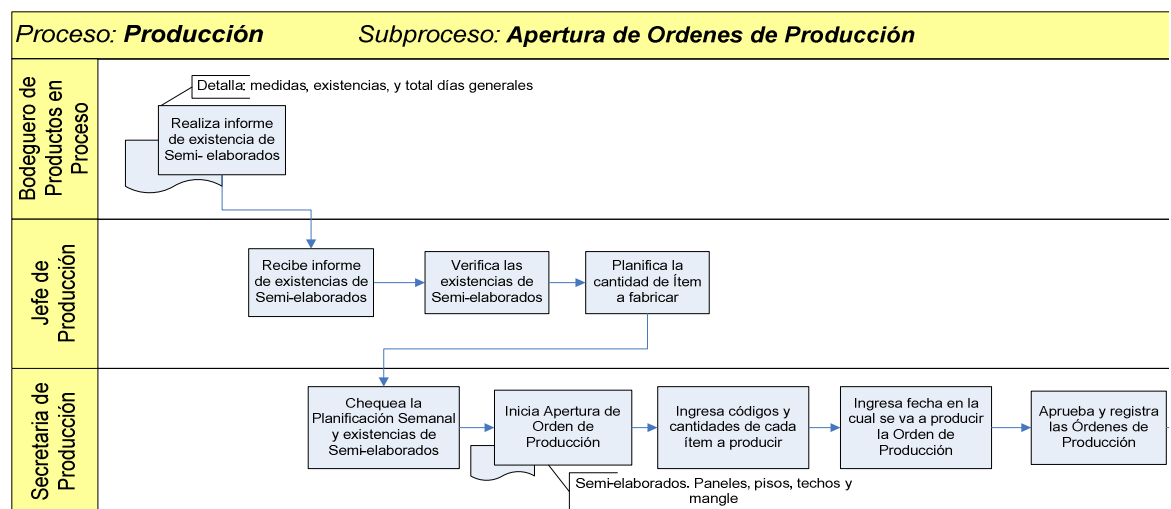 Proceso: Producción Subproceso: Apertura de Ordenes de Producción
Bodeguero de
Productos en
Proceso
Detalla: medidas, existencias, y total días generales
Realiza informe
de existencia de
Semi- elaborados
Jefe de
Producción
Recibe informe
de existencias de
Semi-elaborados
Verifica las
existencias de
Semi-elaborados
Planifica la
cantidad de Ítem
a fabricar
Secretaria de
Producción
Chequea la
Planificación Semanal
y existencias de
Semi-elaborados
Inicia Apertura de
Orden de
Producción
Ingresa códigos y
cantidades de cada
ítem a producir
Ingresa fecha en la
cual se va a producir
la Orden de
Producción
Aprueba y registra
las Órdenes de
Producción
Semi-elaborados. Paneles, pisos, techos y
mangle